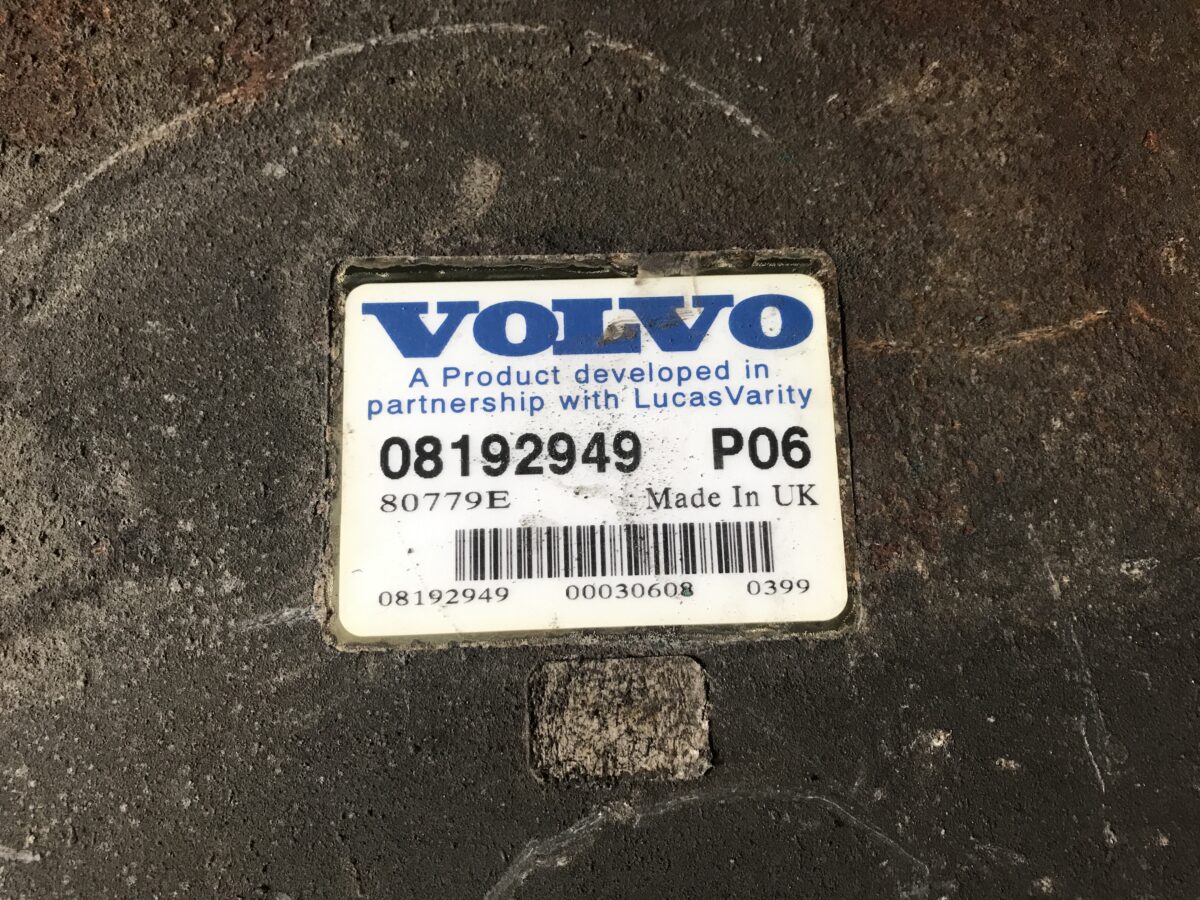 VOLVO
A Product developed in
partnership with LucasVarity
08192949 P06
80779E Made In UK
08192949 00030608 0399